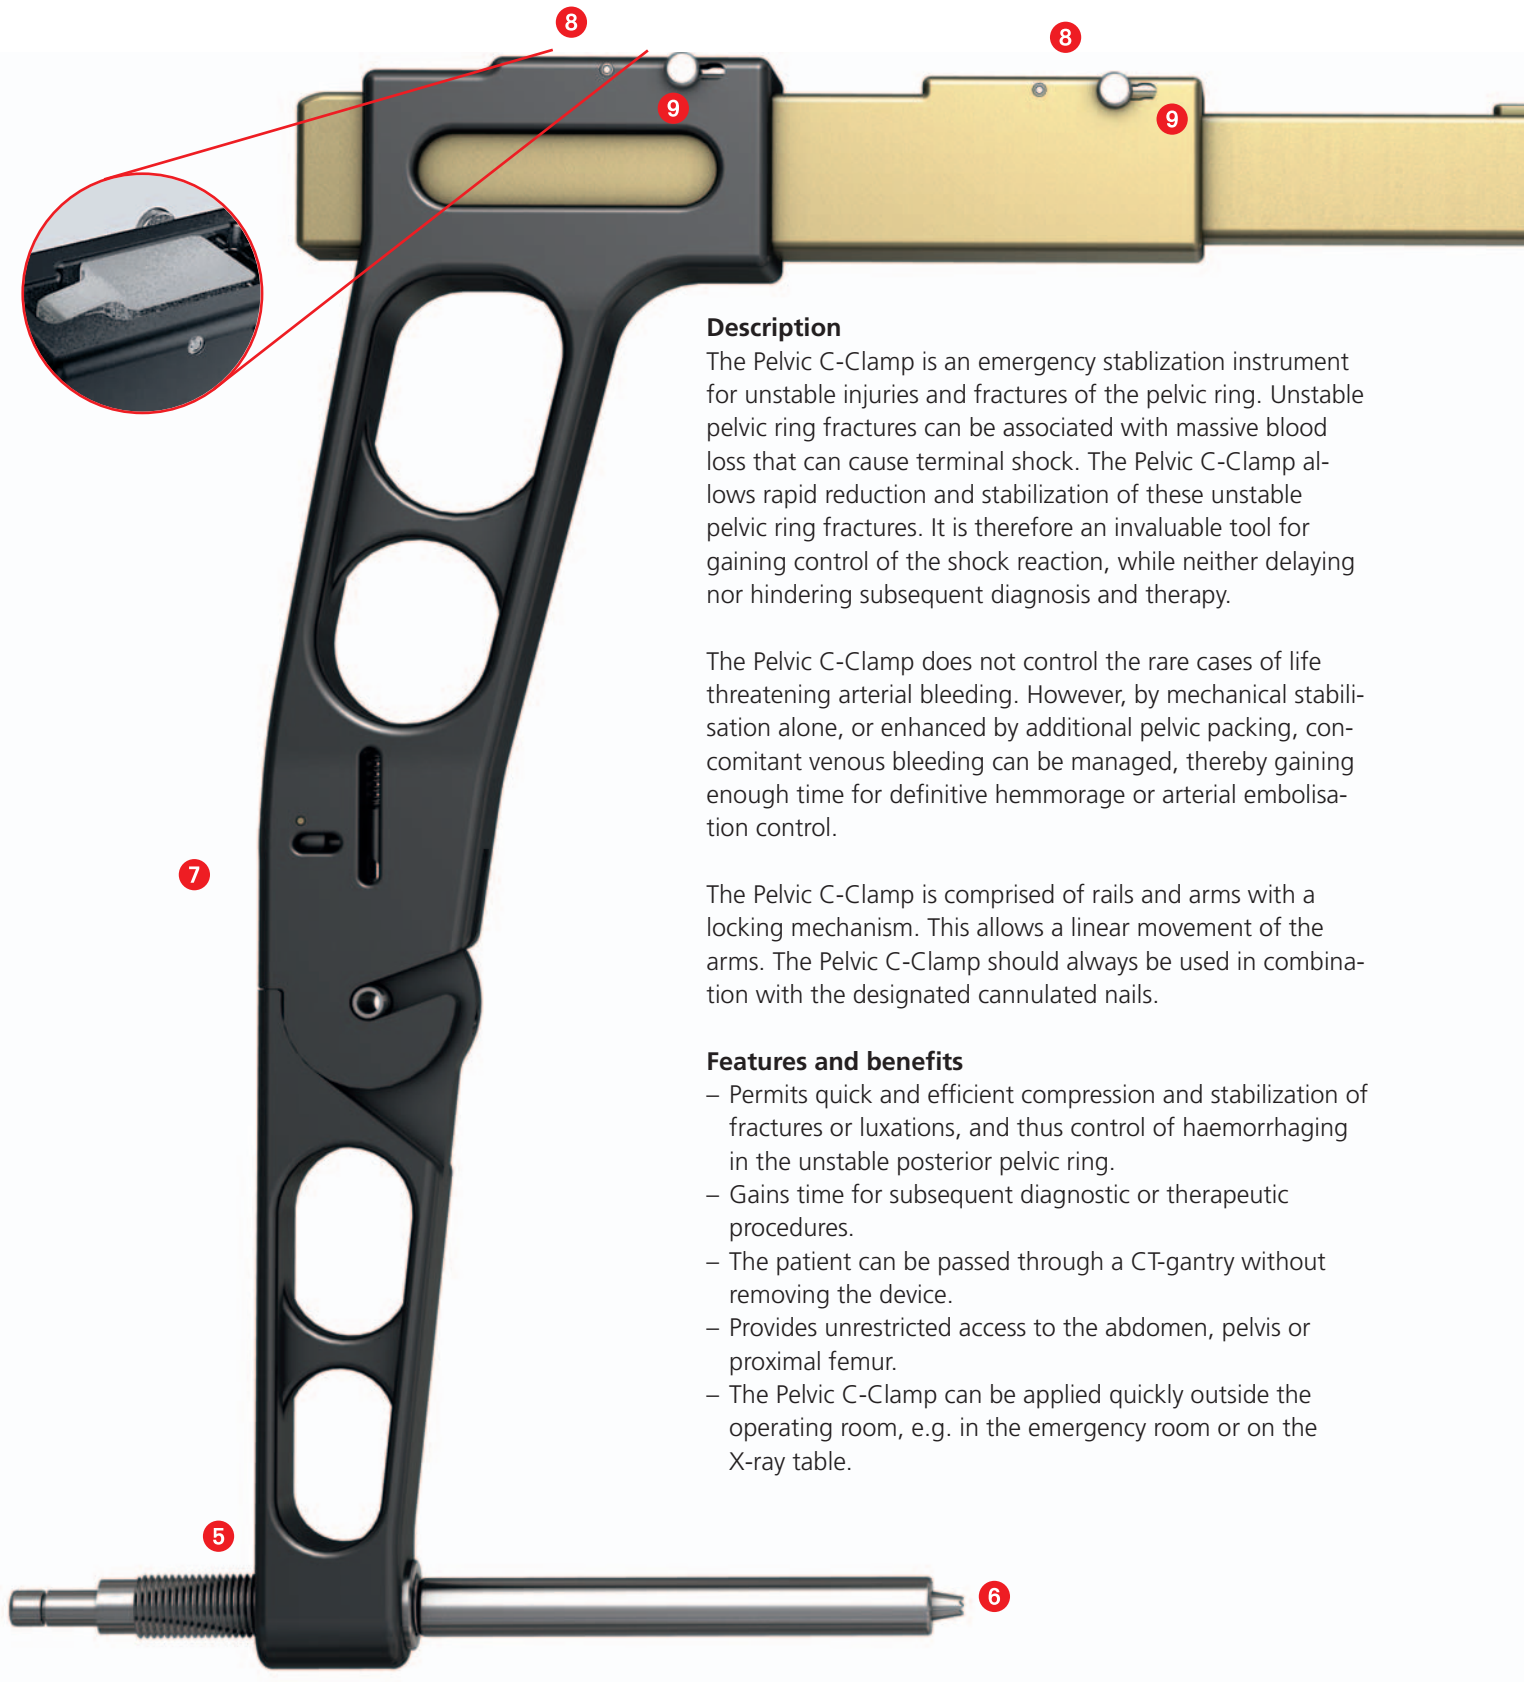 8
8
9
9
Description
The Pelvic C-Clamp is an emergency stablization instrument
for unstable injuries and fractures of the pelvic ring. Unstable
pelvic ring fractures can be associated with massive blood
loss that can cause terminal shock. The Pelvic C-Clamp al-
lows rapid reduction and stabilization of these unstable
pelvic ring fractures. It is therefore an invaluable tool for
gaining control of the shock reaction, while neither delaying
nor hindering subsequent diagnosis and therapy.
The Pelvic C-Clamp does not control the rare cases of life
threatening arterial bleeding. However, by mechanical stabili-
sation alone, or enhanced by additional pelvic packing, con-
comitant venous bleeding can be managed, thereby gaining
enough time for definitive hemmorage or arterial embolisa-
tion control.
7
The Pelvic C-Clamp is comprised of rails and arms with a
locking mechanism. This allows a linear movement of the
arms. The Pelvic C-Clamp should always be used in combina-
tion with the designated cannulated nails.
Features and benefits
– Permits quick and efficient compression and stabilization of
fractures or luxations, and thus control of haemorrhaging
in the unstable posterior pelvic ring.
– Gains time for subsequent diagnostic or therapeutic
procedures.
– The patient can be passed through a CT-gantry without
removing the device.
– Provides unrestricted access to the abdomen, pelvis or
proximal femur.
– The Pelvic C-Clamp can be applied quickly outside the
operating room, e.g. in the emergency room or on the
X-ray table.
5
6